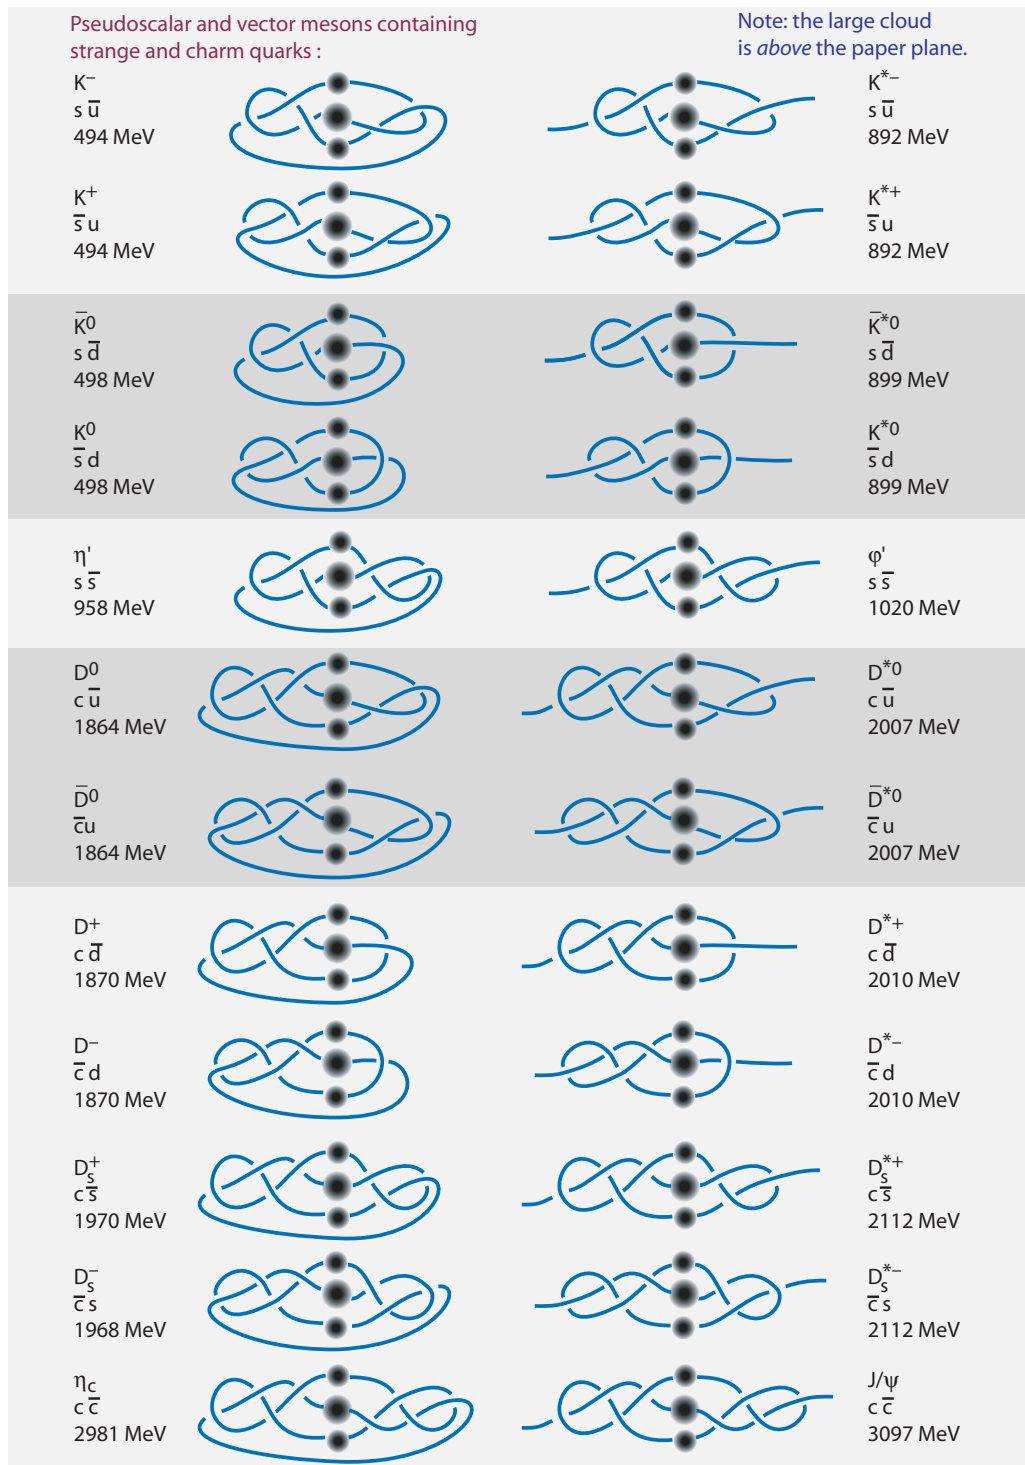 Pseudoscalar and vector mesons containing
strange and charm quarks :
Note: the large cloud
is above the paper plane.
K⁻
s u̅
494 MeV
K*⁻
s u̅
892 MeV
K⁺
s̅ u
494 MeV
K*⁺
s̅ u
892 MeV
K̅⁰
s d̅
498 MeV
K̅*⁰
s d̅
899 MeV
K⁰
s̅ d
498 MeV
K*⁰
s̅ d
899 MeV
η'
s s̅
958 MeV
φ'
s s̅
1020 MeV
D⁰
c u̅
1864 MeV
D*⁰
c u̅
2007 MeV
D̅⁰
c̅u
1864 MeV
D̅*⁰
c̅ u
2007 MeV
D⁺
c d̅
1870 MeV
D*⁺
c d̅
2010 MeV
D⁻
c̅ d
1870 MeV
D*⁻
c̅ d
2010 MeV
Dₛ⁺
c s̅
1970 MeV
Dₛ*⁺
c s̅
2112 MeV
Dₛ⁻
c̅ s
1968 MeV
Dₛ*⁻
c̅ s
2112 MeV
ηc
c c̅
2981 MeV
J/ψ
c c̅
3097 MeV